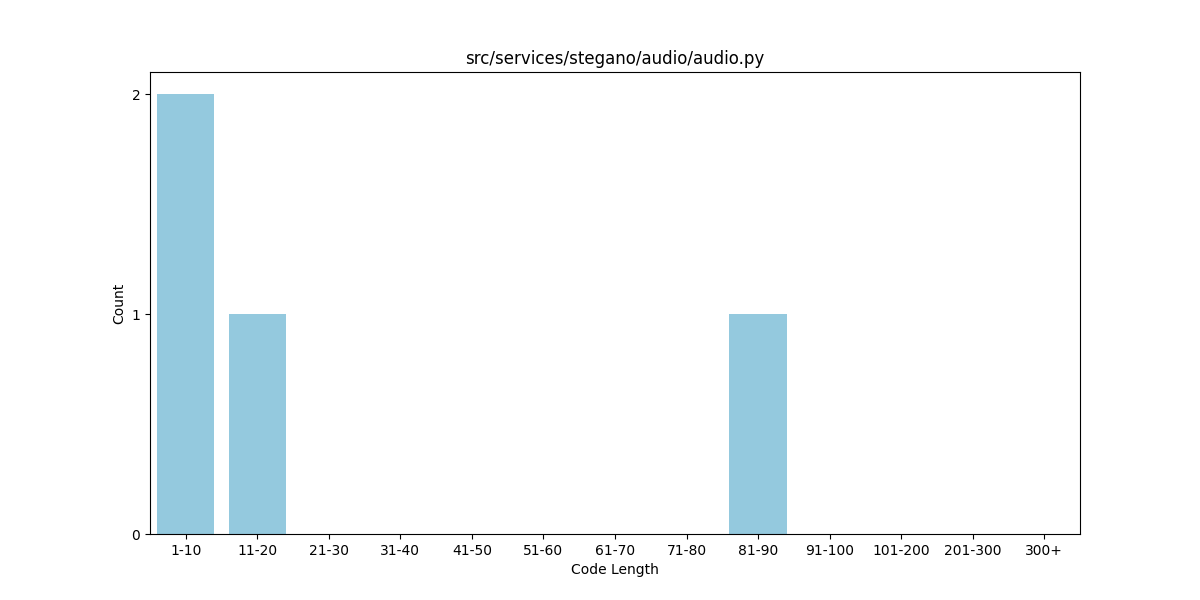 src/services/stegano/audio/audio.py
2
1
0
Count
1-10 11-20 21-30 31-40 41-50 51-60 61-70 71-80 81-90 91-100 101-200 201-300 300+
Code Length